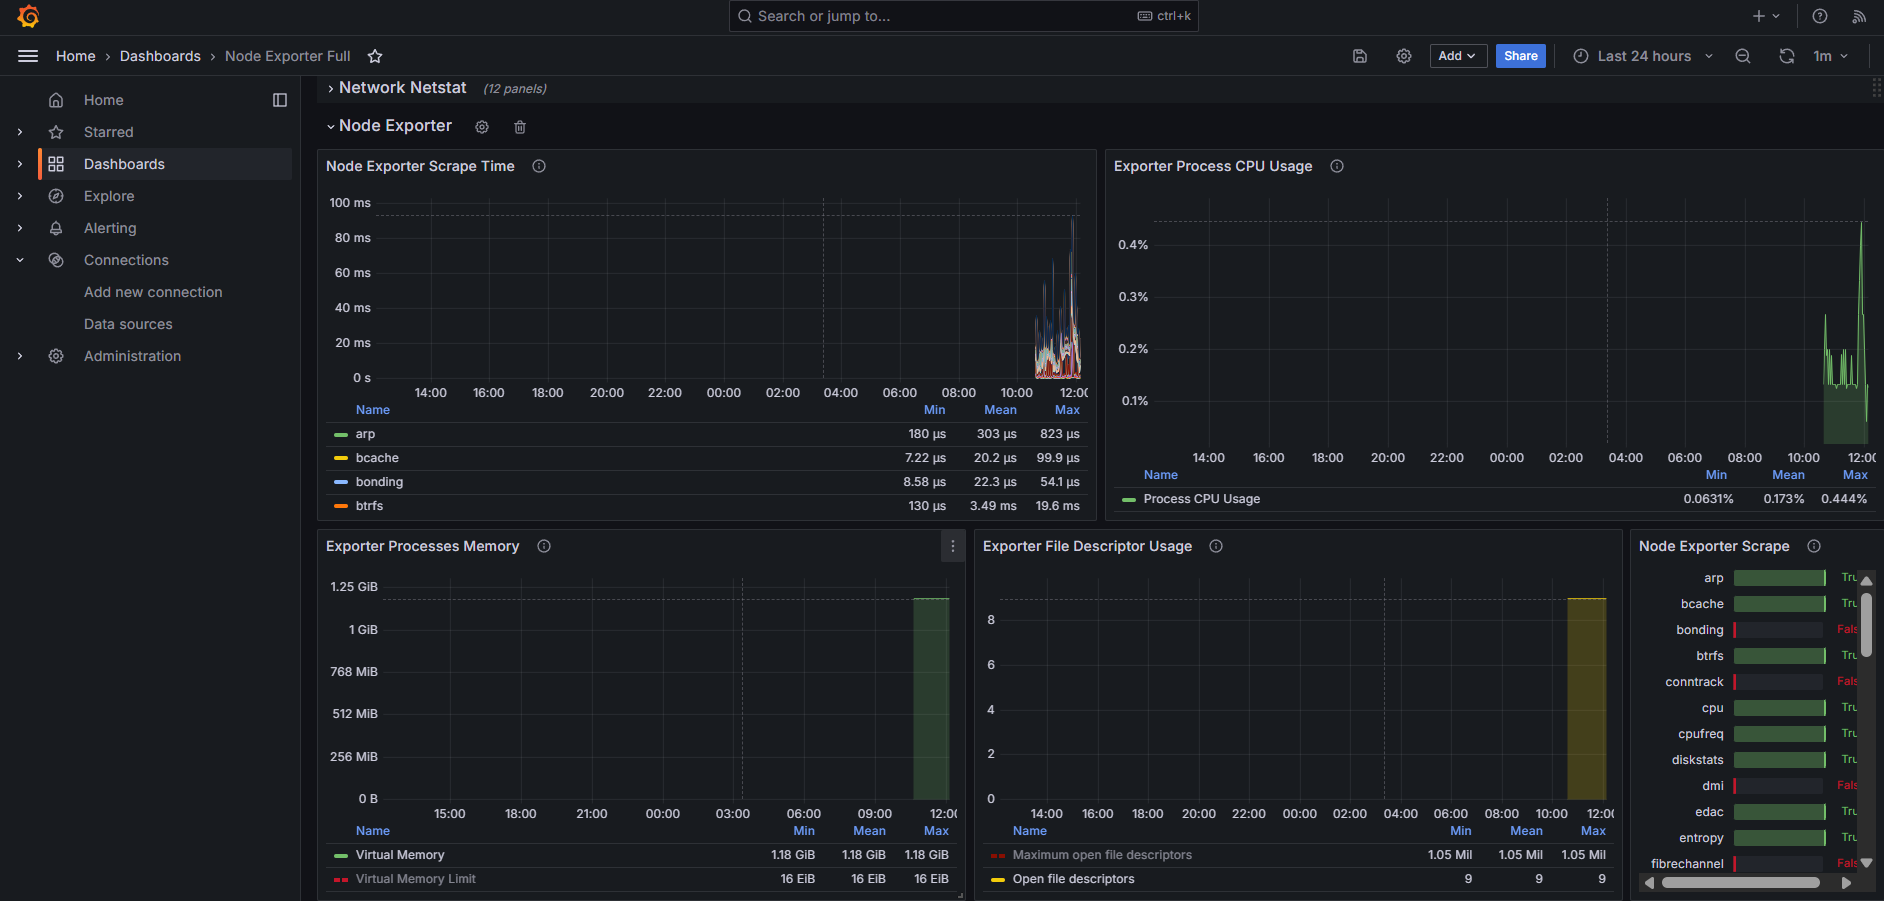 Search or jump to...
ctrl+k
Home › Dashboards › Node Exporter Full
Add
Share
Last 24 hours
1m
Home
Starred
Dashboards
Explore
Alerting
Connections
Add new connection
Data sources
Administration
Network Netstat (12 panels)
Node Exporter
Node Exporter Scrape Time
100 ms
80 ms
60 ms
40 ms
20 ms
0 s
14:00 16:00 18:00 20:00 22:00 00:00 02:00 04:00 06:00 08:00 10:00 12:00
Name Min Mean Max
arp 180 µs 303 µs 823 µs
bcache 7.22 µs 20.2 µs 99.9 µs
bonding 8.58 µs 22.3 µs 54.1 µs
btrfs 130 µs 3.49 ms 19.6 ms
Exporter Process CPU Usage
0.4%
0.3%
0.2%
0.1%
14:00 16:00 18:00 20:00 22:00 00:00 02:00 04:00 06:00 08:00 10:00 12:00
Name Min Mean Max
Process CPU Usage 0.0631% 0.173% 0.444%
Exporter Processes Memory
1.25 GiB
1 GiB
768 MiB
512 MiB
256 MiB
0 B
15:00 18:00 21:00 00:00 03:00 06:00 09:00 12:00
Name Min Mean Max
Virtual Memory 1.18 GiB 1.18 GiB 1.18 GiB
Virtual Memory Limit 16 EiB 16 EiB 16 EiB
Exporter File Descriptor Usage
8
6
4
2
0
14:00 16:00 18:00 20:00 22:00 00:00 02:00 04:00 06:00 08:00 10:00 12:00
Name Min Mean Max
Maximum open file descriptors 1.05 Mil 1.05 Mil 1.05 Mil
Open file descriptors 9 9 9
Node Exporter Scrape
arp Tru
bcache Tru
bonding Fals
btrfs Tru
conntrack Fals
cpu Tru
cpufreq Tru
diskstats Tru
dmi Fals
edac Tru
entropy Tru
fibrechannel Fals